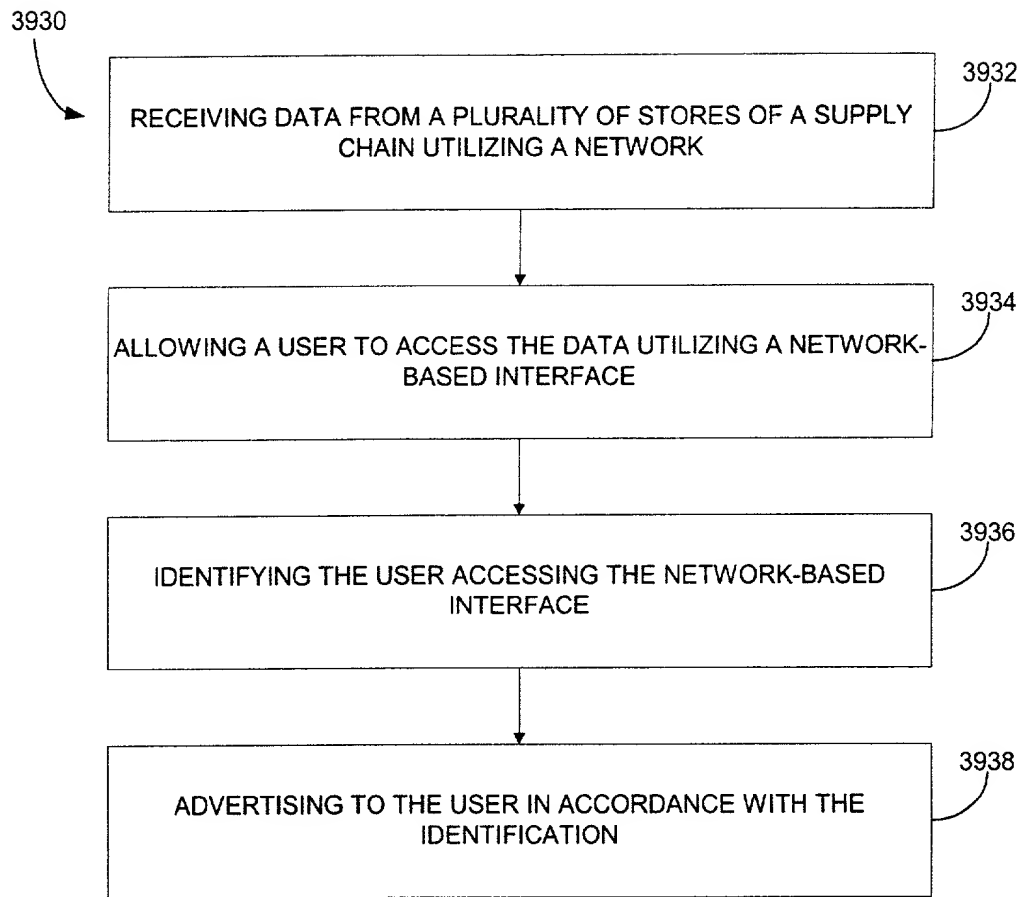 3930
3932
RECEIVING DATA FROM A PLURALITY OF STORES OF A SUPPLY
CHAIN UTILIZING A NETWORK
3934
ALLOWING A USER TO ACCESS THE DATA UTILIZING A NETWORK-
BASED INTERFACE
3936
IDENTIFYING THE USER ACCESSING THE NETWORK-BASED
INTERFACE
3938
ADVERTISING TO THE USER IN ACCORDANCE WITH THE
IDENTIFICATION